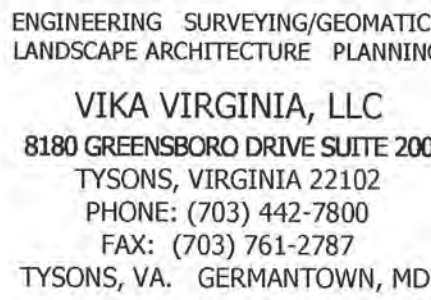 ENGINEERING SURVEYING/GEOMATIC
LANDSCAPE ARCHITECTURE PLANNING
VIKA VIRGINIA, LLC
8180 GREENSBORO DRIVE SUITE 200
TYSONS, VIRGINIA 22102
PHONE: (703) 442-7800
FAX: (703) 761-2787
TYSONS, VA. GERMANTOWN, MD